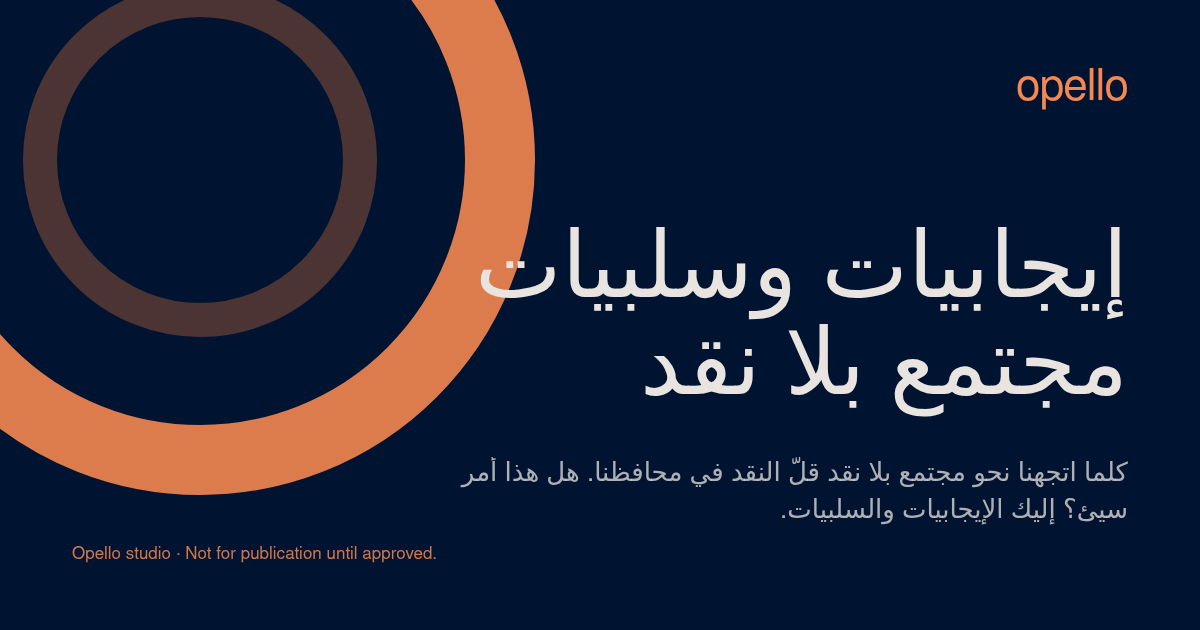 opello
إيجابيات وسلبيات
مجتمع بلا نقد
كلما اتجهنا نحو مجتمع بلا نقد قلّ النقد في محافظنا. هل هذا أمر
سيئ؟ إليك الإيجابيات والسلبيات.
Opello studio · Not for publication until approved.